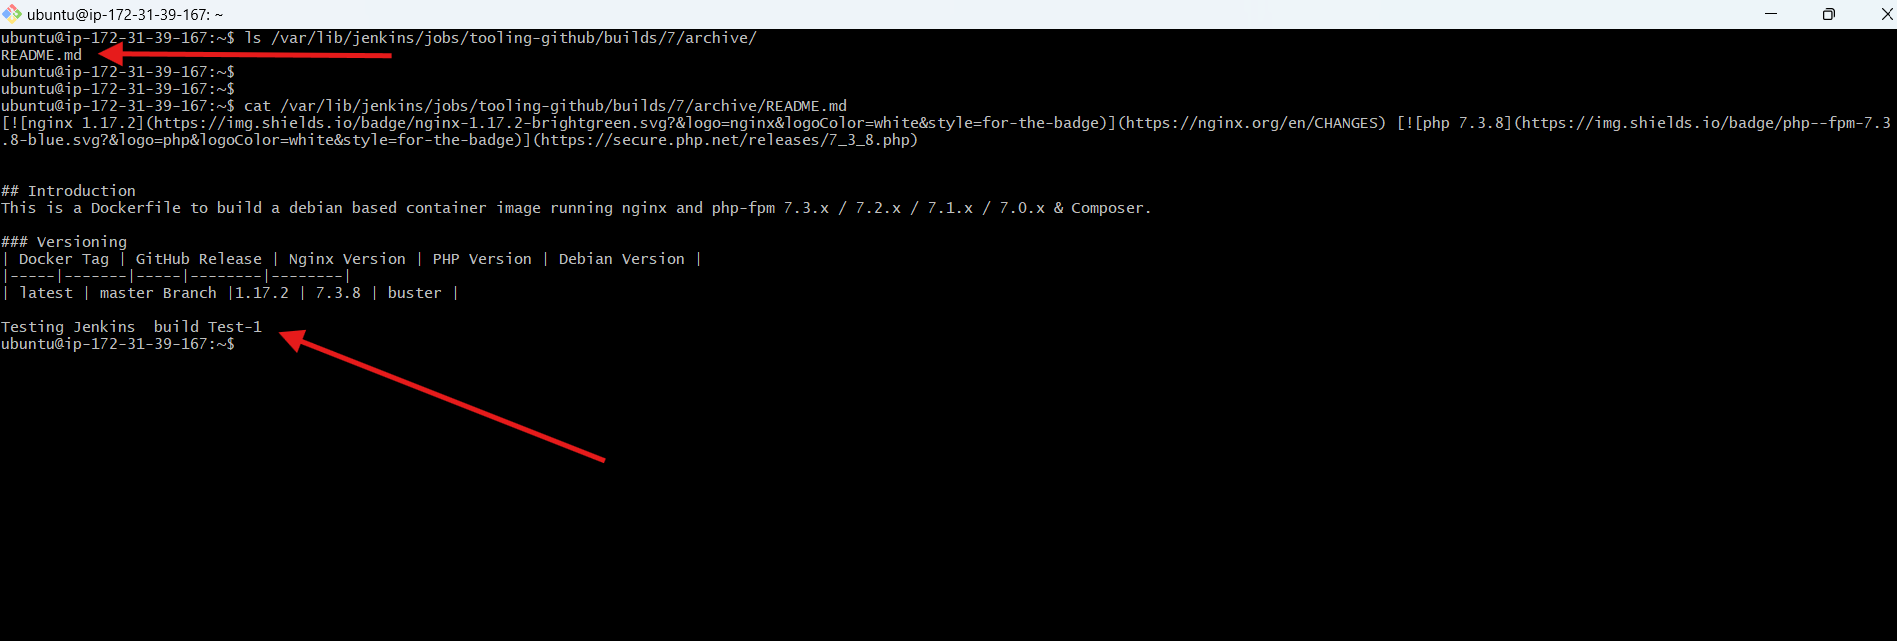 ubuntu@ip-172-31-39-167: ~
ubuntu@ip-172-31-39-167:~$ ls /var/lib/jenkins/jobs/tooling-github/builds/7/archive/
README.md
ubuntu@ip-172-31-39-167:~$
ubuntu@ip-172-31-39-167:~$
ubuntu@ip-172-31-39-167:~$ cat /var/lib/jenkins/jobs/tooling-github/builds/7/archive/README.md
[![nginx 1.17.2](https://img.shields.io/badge/nginx-1.17.2-brightgreen.svg?&logo=nginx&logoColor=white&style=for-the-badge)](https://nginx.org/en/CHANGES) [![php 7.3.8](https://img.shields.io/badge/php--fpm-7.3
.8-blue.svg?&logo=php&logoColor=white&style=for-the-badge)](https://secure.php.net/releases/7_3_8.php)
## Introduction
This is a Dockerfile to build a debian based container image running nginx and php-fpm 7.3.x / 7.2.x / 7.1.x / 7.0.x & Composer.
### Versioning
| Docker Tag | GitHub Release | Nginx Version | PHP Version | Debian Version |
|-----|-------|-----|--------|--------|
| latest | master Branch |1.17.2 | 7.3.8 | buster |
Testing Jenkins  build Test-1
ubuntu@ip-172-31-39-167:~$